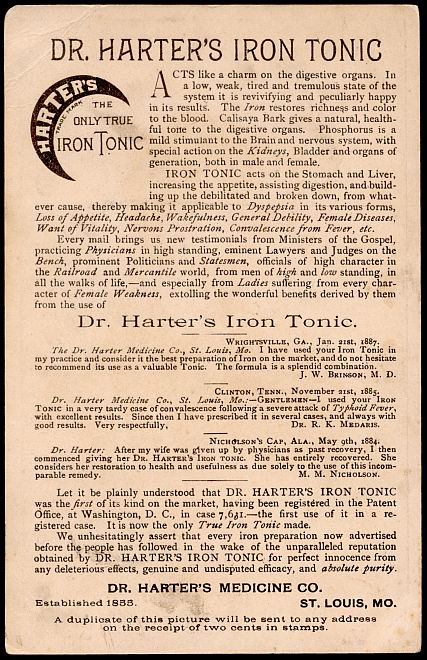 DR. HARTER'S IRON TONIC
HARTER'S
TRADE MARK
THE
ONLY TRUE
IRON TONIC
ACTS like a charm on the digestive organs. In
a low, weak, tired and tremulous state of the
system it is revivifying and peculiarly happy
in its results. The Iron restores richness and color
to the blood. Calisaya Bark gives a natural, health-
ful tone to the digestive organs. Phosphorus is a
mild stimulant to the Brain and nervous system, with
special action on the Kidneys, Bladder and organs of
generation, both in male and female.
IRON TONIC acts on the Stomach and Liver,
increasing the appetite, assisting digestion, and build-
ing up the debilitated and broken down, from what-
ever cause, thereby making it applicable to Dyspepsia in its various forms,
Loss of Appetite, Headache, Wakefulness, General Debility, Female Diseases,
Want of Vitality, Nervous Prostration, Convalescence from Fever, etc.
Every mail brings us new testimonials from Ministers of the Gospel,
practicing Physicians in high standing, eminent Lawyers and Judges on the
Bench, prominent Politicians and Statesmen, officials of high character in
the Railroad and Mercantile world, from men of high and low standing, in
all the walks of life,—and especially from Ladies suffering from every char-
acter of Female Weakness, extolling the wonderful benefits derived by them
from the use of
Dr. Harter's Iron Tonic.
WRIGHTSVILLE, GA., Jan. 21st, 1887.
The Dr. Harter Medicine Co., St. Louis, Mo. I have used your Iron Tonic in
my practice and consider it the best preparation of Iron on the market, and do not hesitate
to recommend its use as a valuable Tonic. The formula is a splendid combination.
J. W. BRINSON, M. D.
CLINTON, TENN., November 21st, 1885.
Dr. Harter Medicine Co., St. Louis, Mo.:—GENTLEMEN—I used your IRON
TONIC in a very tardy case of convalescence following a severe attack of Typhoid Fever,
with excellent results. Since then I have prescribed it in several cases, and always with
good results. Very respectfully, DR. R. K. MEDARIS.
NICHOLSON'S CAP, ALA., May 9th, 1884.
Dr. Harter: After my wife was given up by physicians as past recovery, I then
commenced giving her DR. HARTER'S IRON TONIC. She has entirely recovered. She
considers her restoration to health and usefulness as due solely to the use of this incom-
parable remedy. M. M. NICHOLSON.
Let it be plainly understood that DR. HARTER'S IRON TONIC
was the first of its kind on the market, having been registered in the Patent
Office, at Washington, D. C., in case 7,641.—the first use of it in a re-
gistered case. It is now the only True Iron Tonic made.
We unhesitatingly assert that every iron preparation now advertised
before the people has followed in the wake of the unparalleled reputation
obtained by DR. HARTER'S IRON TONIC for perfect innocence from
any deleterious effects, genuine and undisputed efficacy, and absolute purity.
DR. HARTER'S MEDICINE CO.
Established 1855. ST. LOUIS, MO.
A duplicate of this picture will be sent to any address
on the receipt of two cents in stamps.